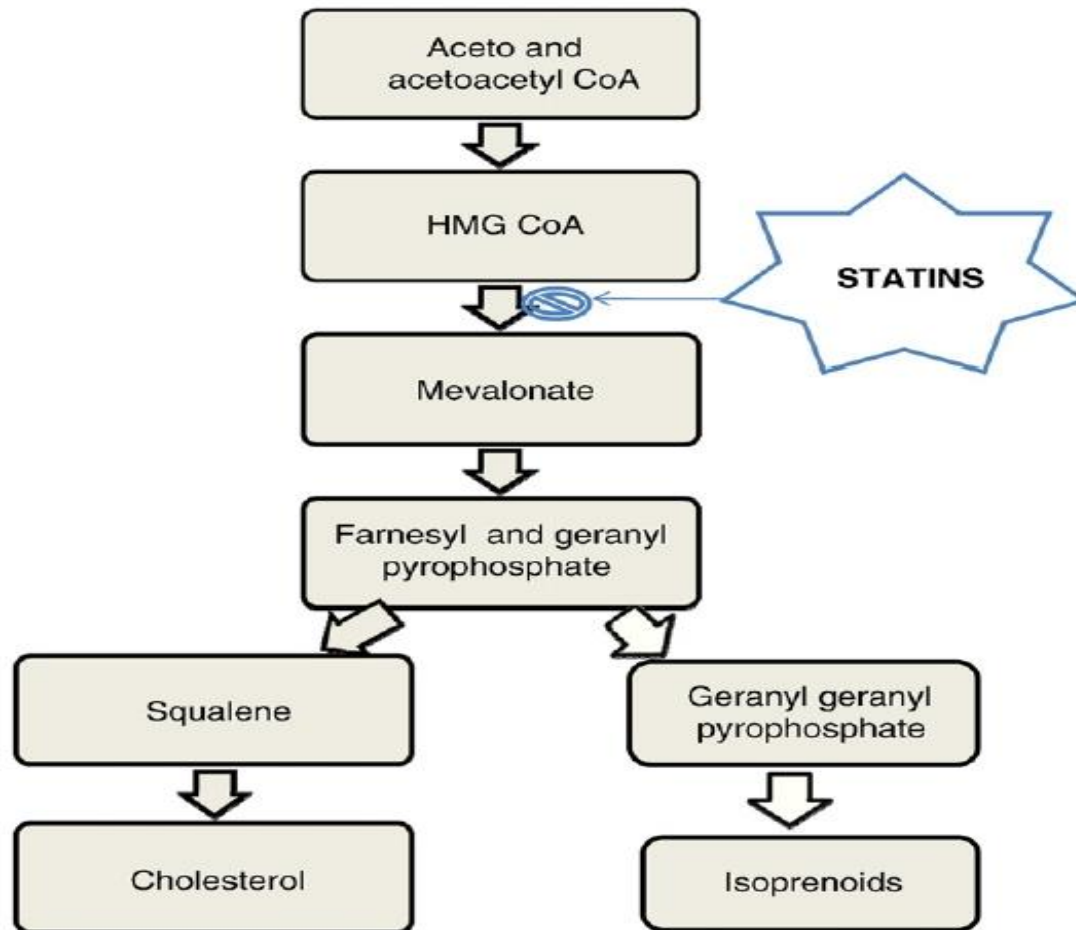 Aceto and
acetoacetyl CoA
HMG CoA
STATINS
Mevalonate
Farnesyl and geranyl
pyrophosphate
Squalene
Geranyl geranyl
pyrophosphate
Cholesterol
Isoprenoids